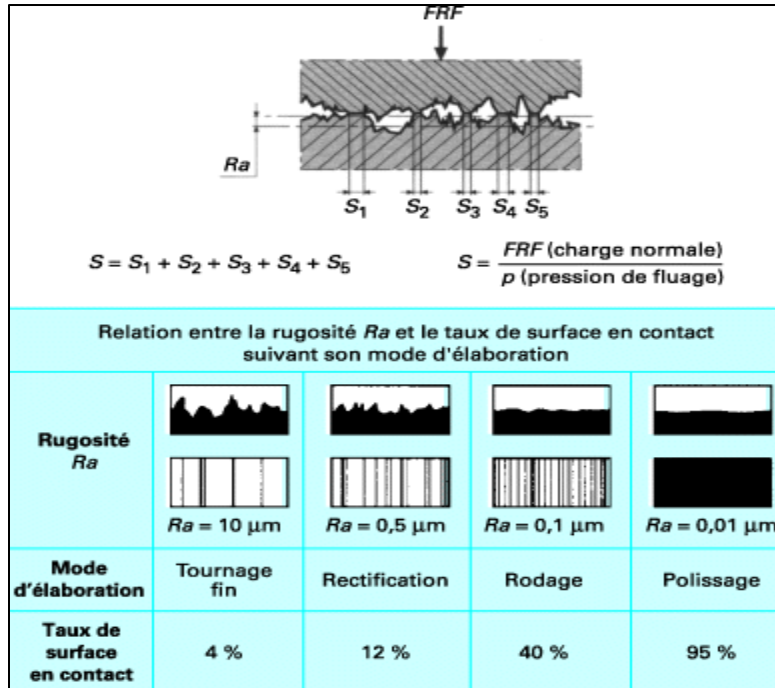 FRF
Ra
S1 S2 S3 S4 S5
S = S1 + S2 + S3 + S4 + S5
S = FRF (charge normale) / p (pression de fluage)
Relation entre la rugosité Ra et le taux de surface en contact
suivant son mode d'élaboration
Rugosité
Ra
Ra = 10 μm
Ra = 0,5 μm
Ra = 0,1 μm
Ra = 0,01 μm
Mode
d'élaboration
Tournage
fin
Rectification
Rodage
Polissage
Taux de
surface
en contact
4 %
12 %
40 %
95 %